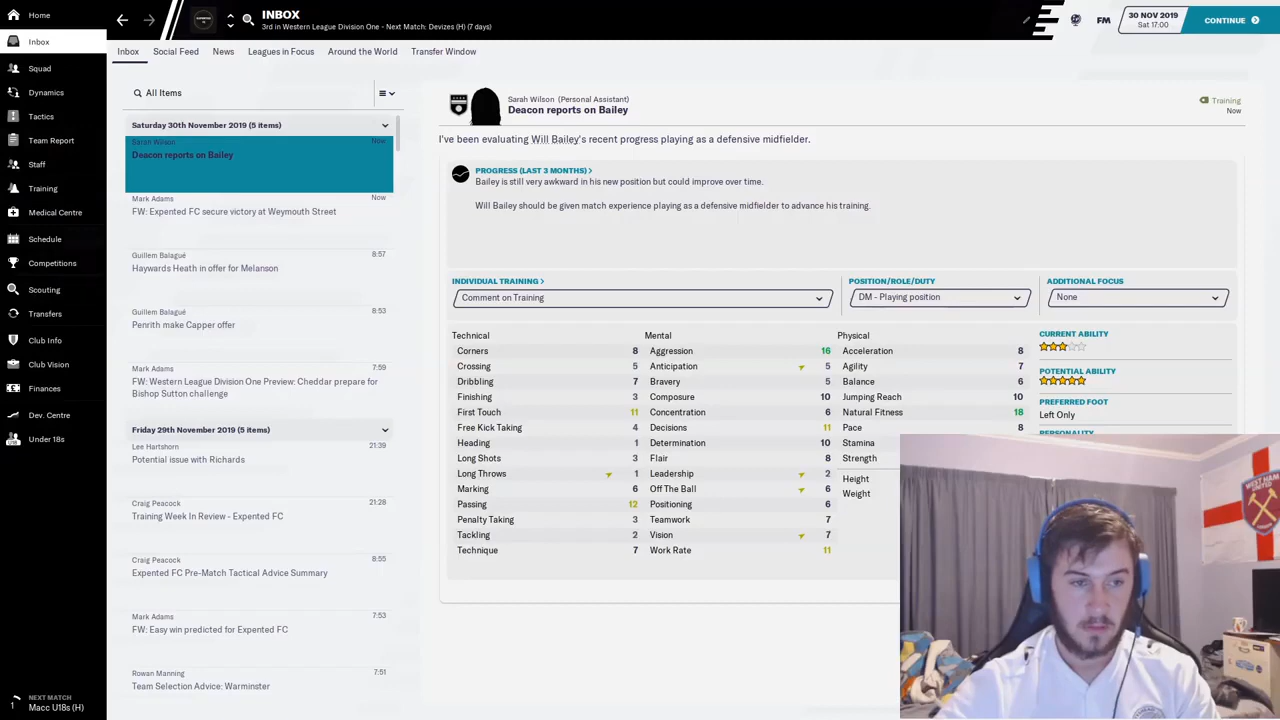 Home
Inbox
Squad
Dynamics
Tactics
Team Report
Staff
Training
Medical Centre
Schedule
Competitions
Scouting
Transfers
Club Info
Club Vision
Finances
Dev. Centre
Under 18s
1
NEXT MATCH
Macc U18s (H)
INBOX
3rd in Western League Division One - Next Match: Devizes (H) (7 days)
FM
30 NOV 2019
Sat 17:00
CONTINUE
Inbox
Social Feed
News
Leagues in Focus
Around the World
Transfer Window
All Items
Saturday 30th November 2019 (5 items)
Sarah Wilson
Now
Deacon reports on Bailey
Mark Adams
Now
FW: Expented FC secure victory at Weymouth Street
Guillem Balagué
8:57
Haywards Heath in offer for Melanson
Guillem Balagué
8:53
Penrith make Capper offer
Mark Adams
7:59
FW: Western League Division One Preview: Cheddar prepare for
Bishop Sutton challenge
Friday 29th November 2019 (5 items)
Lee Hartshorn
21:39
Potential issue with Richards
Craig Peacock
21:28
Training Week In Review - Expented FC
Craig Peacock
8:55
Expented FC Pre-Match Tactical Advice Summary
Mark Adams
7:53
FW: Easy win predicted for Expented FC
Rowan Manning
7:51
Team Selection Advice: Warminster
Sarah Wilson (Personal Assistant)
Deacon reports on Bailey
Training
Now
I've been evaluating Will Bailey's recent progress playing as a defensive midfielder.
PROGRESS (LAST 3 MONTHS) >
Bailey is still very awkward in his new position but could improve over time.
Will Bailey should be given match experience playing as a defensive midfielder to advance his training.
INDIVIDUAL TRAINING >
Comment on Training
POSITION/ROLE/DUTY
DM - Playing position
ADDITIONAL FOCUS
None
Technical
Corners 8
Crossing 5
Dribbling 7
Finishing 3
First Touch 11
Free Kick Taking 4
Heading 1
Long Shots 3
Long Throws 1
Marking 6
Passing 12
Penalty Taking 3
Tackling 2
Technique 7
Mental
Aggression 16
Anticipation 5
Bravery 5
Composure 10
Concentration 6
Decisions 11
Determination 10
Flair 8
Leadership 2
Off The Ball 6
Positioning 6
Teamwork 7
Vision 7
Work Rate 11
Physical
Acceleration 8
Agility 7
Balance 6
Jumping Reach 10
Natural Fitness 18
Pace 8
Stamina
Strength
Height
Weight
CURRENT ABILITY
POTENTIAL ABILITY
PREFERRED FOOT
Left Only
PERSONALITY
WEST HAM
UNITED